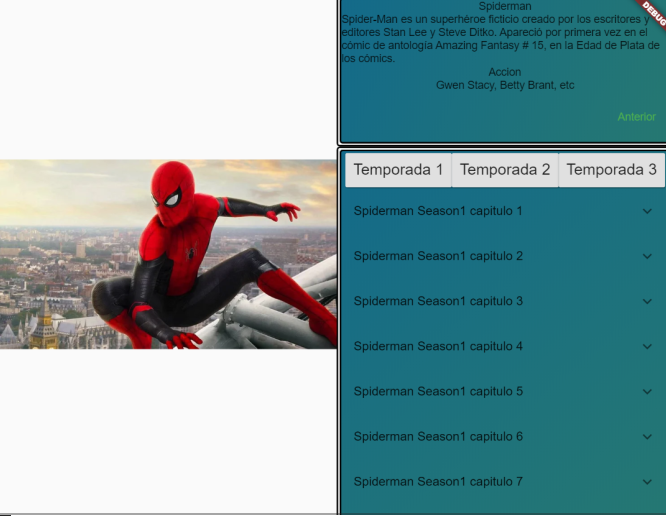 Spiderman
DEBUG
Spider-Man es un superhéroe ficticio creado por los escritores y
editores Stan Lee y Steve Ditko. Apareció por primera vez en el
cómic de antología Amazing Fantasy # 15, en la Edad de Plata de
los cómics.
Accion
Gwen Stacy, Betty Brant, etc
Anterior
Temporada 1 Temporada 2 Temporada 3
Spiderman Season1 capitulo 1
Spiderman Season1 capitulo 2
Spiderman Season1 capitulo 3
Spiderman Season1 capitulo 4
Spiderman Season1 capitulo 5
Spiderman Season1 capitulo 6
Spiderman Season1 capitulo 7